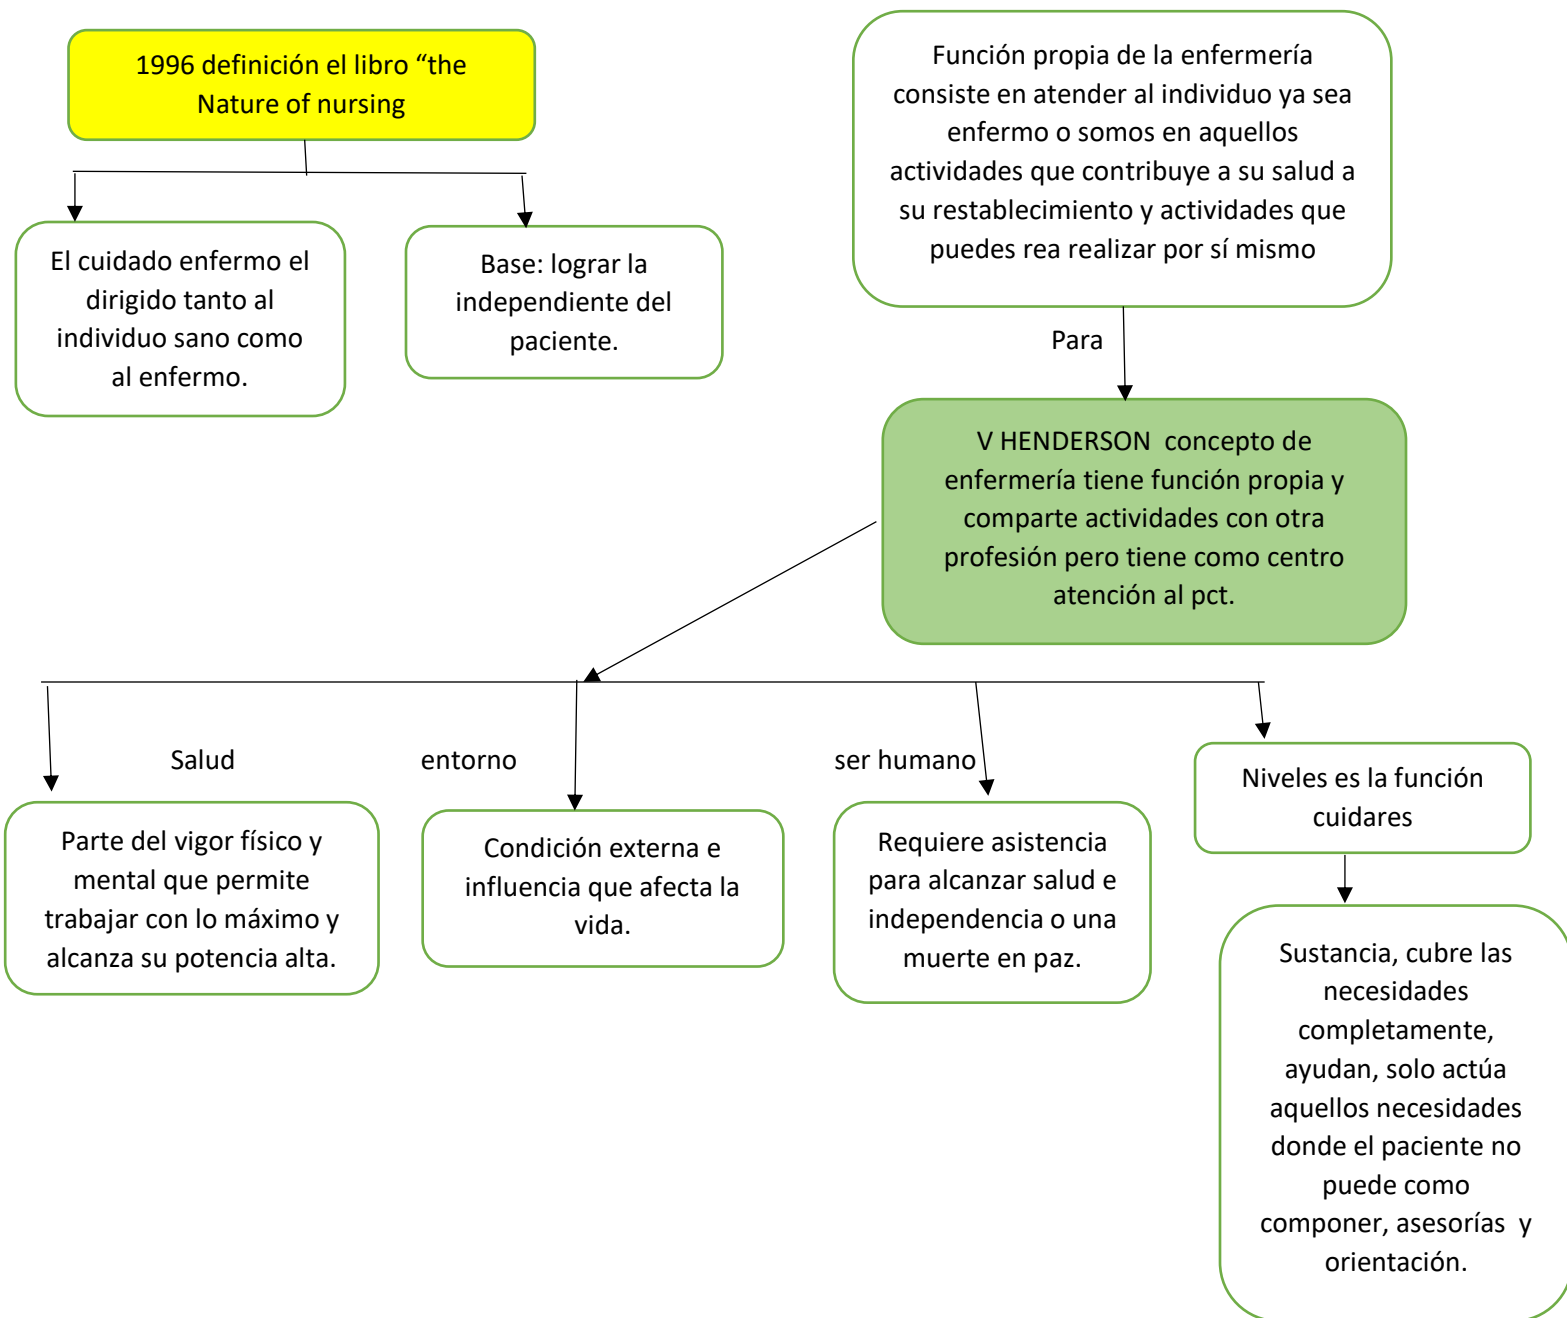 1996 definición el libro “the
Nature of nursing
El cuidado enfermo el
dirigido tanto al
individuo sano como
al enfermo.
Base: lograr la
independiente del
paciente.
Función propia de la enfermería
consiste en atender al individuo ya sea
enfermo o somos en aquellos
actividades que contribuye a su salud a
su restablecimiento y actividades que
puedes rea realizar por sí mismo
Para
V HENDERSON concepto de
enfermería tiene función propia y
comparte actividades con otra
profesión pero tiene como centro
atención al pct.
Salud
Parte del vigor físico y
mental que permite
trabajar con lo máximo y
alcanza su potencia alta.
entorno
Condición externa e
influencia que afecta la
vida.
ser humano
Requiere asistencia
para alcanzar salud e
independencia o una
muerte en paz.
Niveles es la función
cuidares
Sustancia, cubre las
necesidades
completamente,
ayudan, solo actúa
aquellos necesidades
donde el paciente no
puede como
componer, asesorías y
orientación.